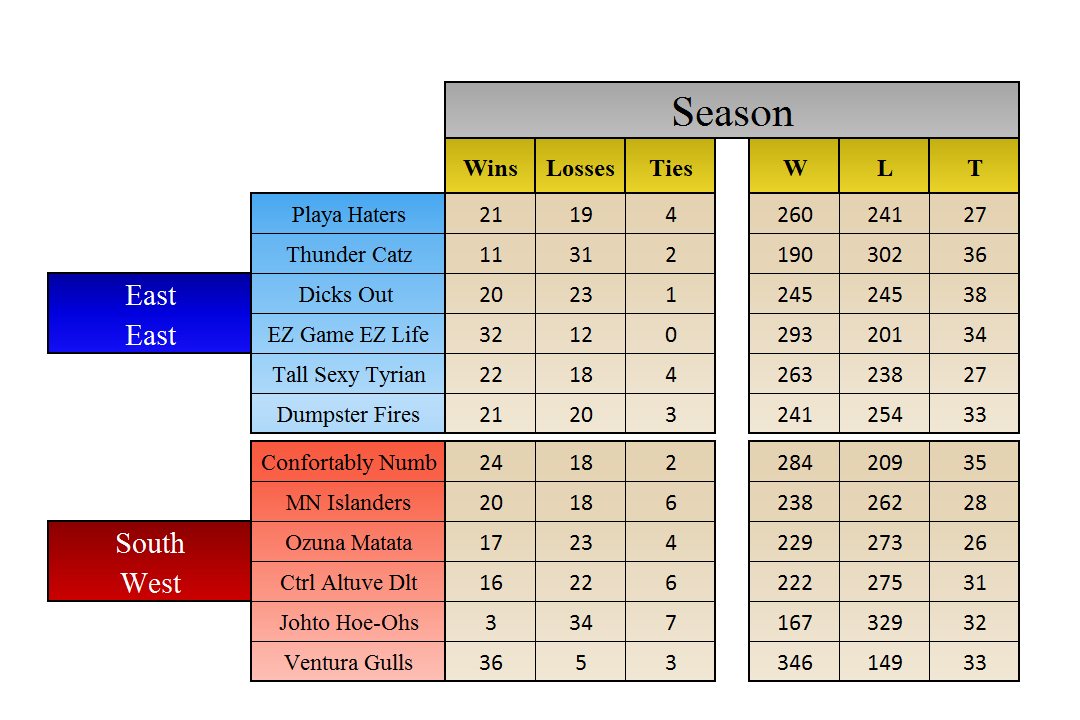 Season
Wins Losses Ties W L T
Playa Haters 21 19 4 260 241 27
Thunder Catz 11 31 2 190 302 36
East
Dicks Out 20 23 1 245 245 38
East
EZ Game EZ Life 32 12 0 293 201 34
Tall Sexy Tyrian 22 18 4 263 238 27
Dumpster Fires 21 20 3 241 254 33
Confortably Numb 24 18 2 284 209 35
MN Islanders 20 18 6 238 262 28
South
Ozuna Matata 17 23 4 229 273 26
West
Ctrl Altuve Dlt 16 22 6 222 275 31
Johto Hoe-Ohs 3 34 7 167 329 32
Ventura Gulls 36 5 3 346 149 33